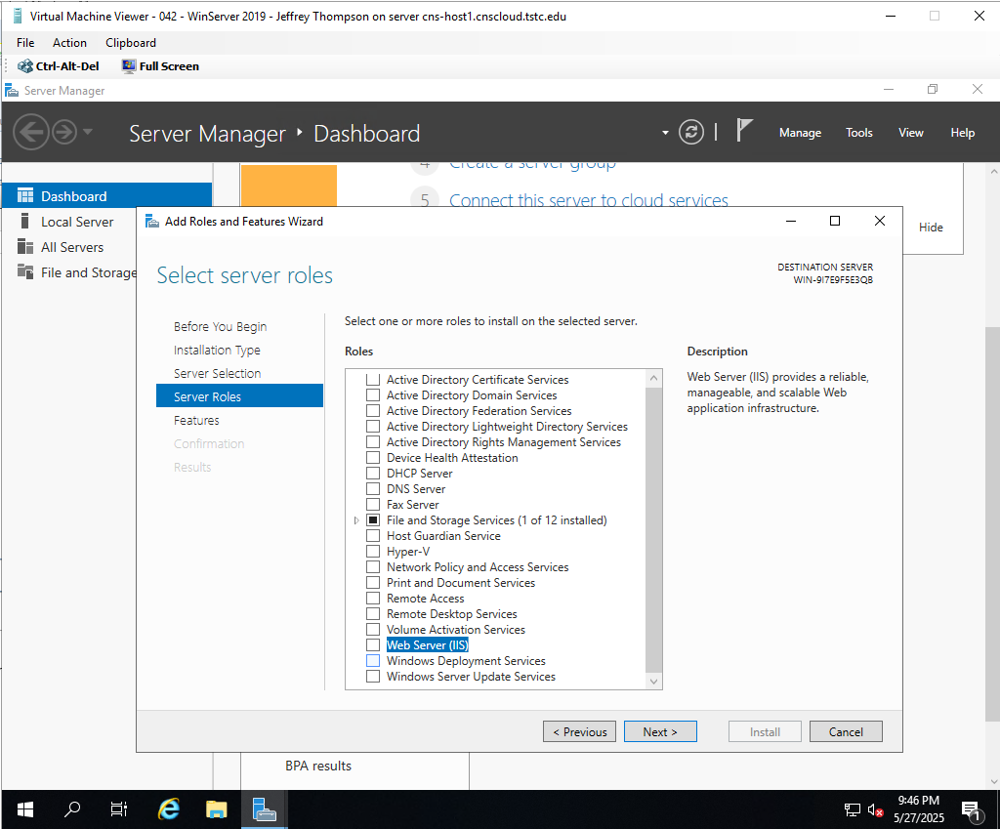 Virtual Machine Viewer - 042 - WinServer 2019 - Jeffrey Thompson on server cns-host1.cnscloud.tstc.edu
File Action Clipboard
Ctrl-Alt-Del Full Screen
Server Manager
Server Manager Dashboard
Manage Tools View Help
4 Create a server group
5 Connect this server to cloud services
Hide
Dashboard
Local Server
All Servers
File and Storage
Add Roles and Features Wizard
Select server roles
DESTINATION SERVER
WIN-9I7E9F5E3QB
Before You Begin
Installation Type
Server Selection
Server Roles
Features
Confirmation
Results
Select one or more roles to install on the selected server.
Roles
Active Directory Certificate Services
Active Directory Domain Services
Active Directory Federation Services
Active Directory Lightweight Directory Services
Active Directory Rights Management Services
Device Health Attestation
DHCP Server
DNS Server
Fax Server
File and Storage Services (1 of 12 installed)
Host Guardian Service
Hyper-V
Network Policy and Access Services
Print and Document Services
Remote Access
Remote Desktop Services
Volume Activation Services
Web Server (IIS)
Windows Deployment Services
Windows Server Update Services
Description
Web Server (IIS) provides a reliable,
manageable, and scalable Web
application infrastructure.
< Previous Next > Install Cancel
BPA results
9:46 PM
5/27/2025
1